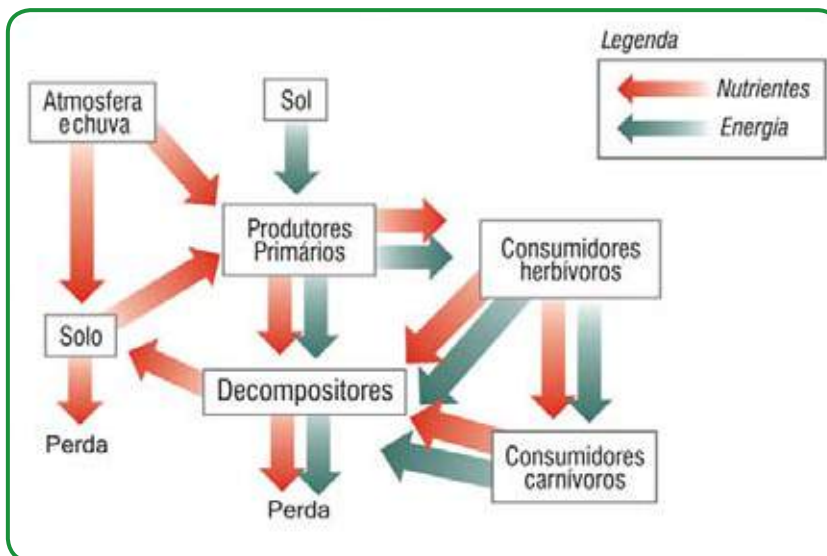 Legenda
Nutrientes
Energia
Atmosfera
e chuva
Sol
Produtores
Primários
Consumidores
herbívoros
Solo
Decompositores
Perda
Consumidores
carnívoros
Perda